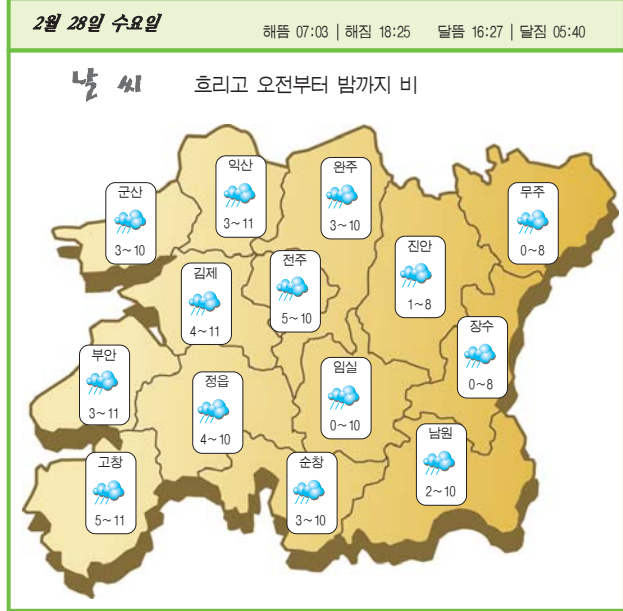 2월 28일 수요일
해뜸 07:03 | 해짐 18:25 달뜸 16:27 | 달짐 05:40
날씨 흐리고 오전부터 밤까지 비
군산
3~10
익산
3~11
완주
3~10
무주
0~8
김제
4~11
전주
5~10
진안
1~8
장수
0~8
부안
3~11
정읍
4~10
임실
0~10
남원
2~10
고창
5~11
순창
3~10